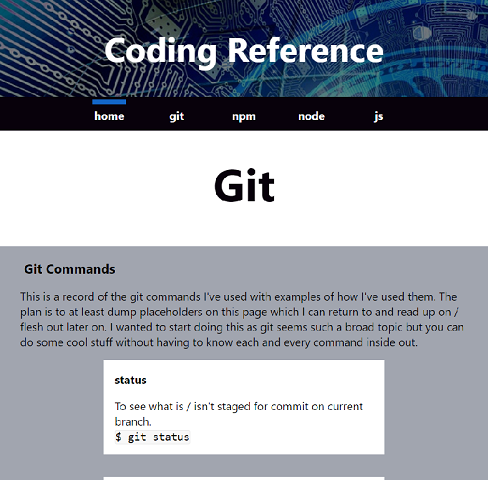 Coding Reference
home git npm node js
Git
Git Commands
This is a record of the git commands I've used with examples of how I've used them. The
plan is to at least dump placeholders on this page which I can return to and read up on /
flesh out later on. I wanted to start doing this as git seems such a broad topic but you can
do some cool stuff without having to know each and every command inside out.
status
To see what is / isn't staged for commit on current
branch.
$ git status